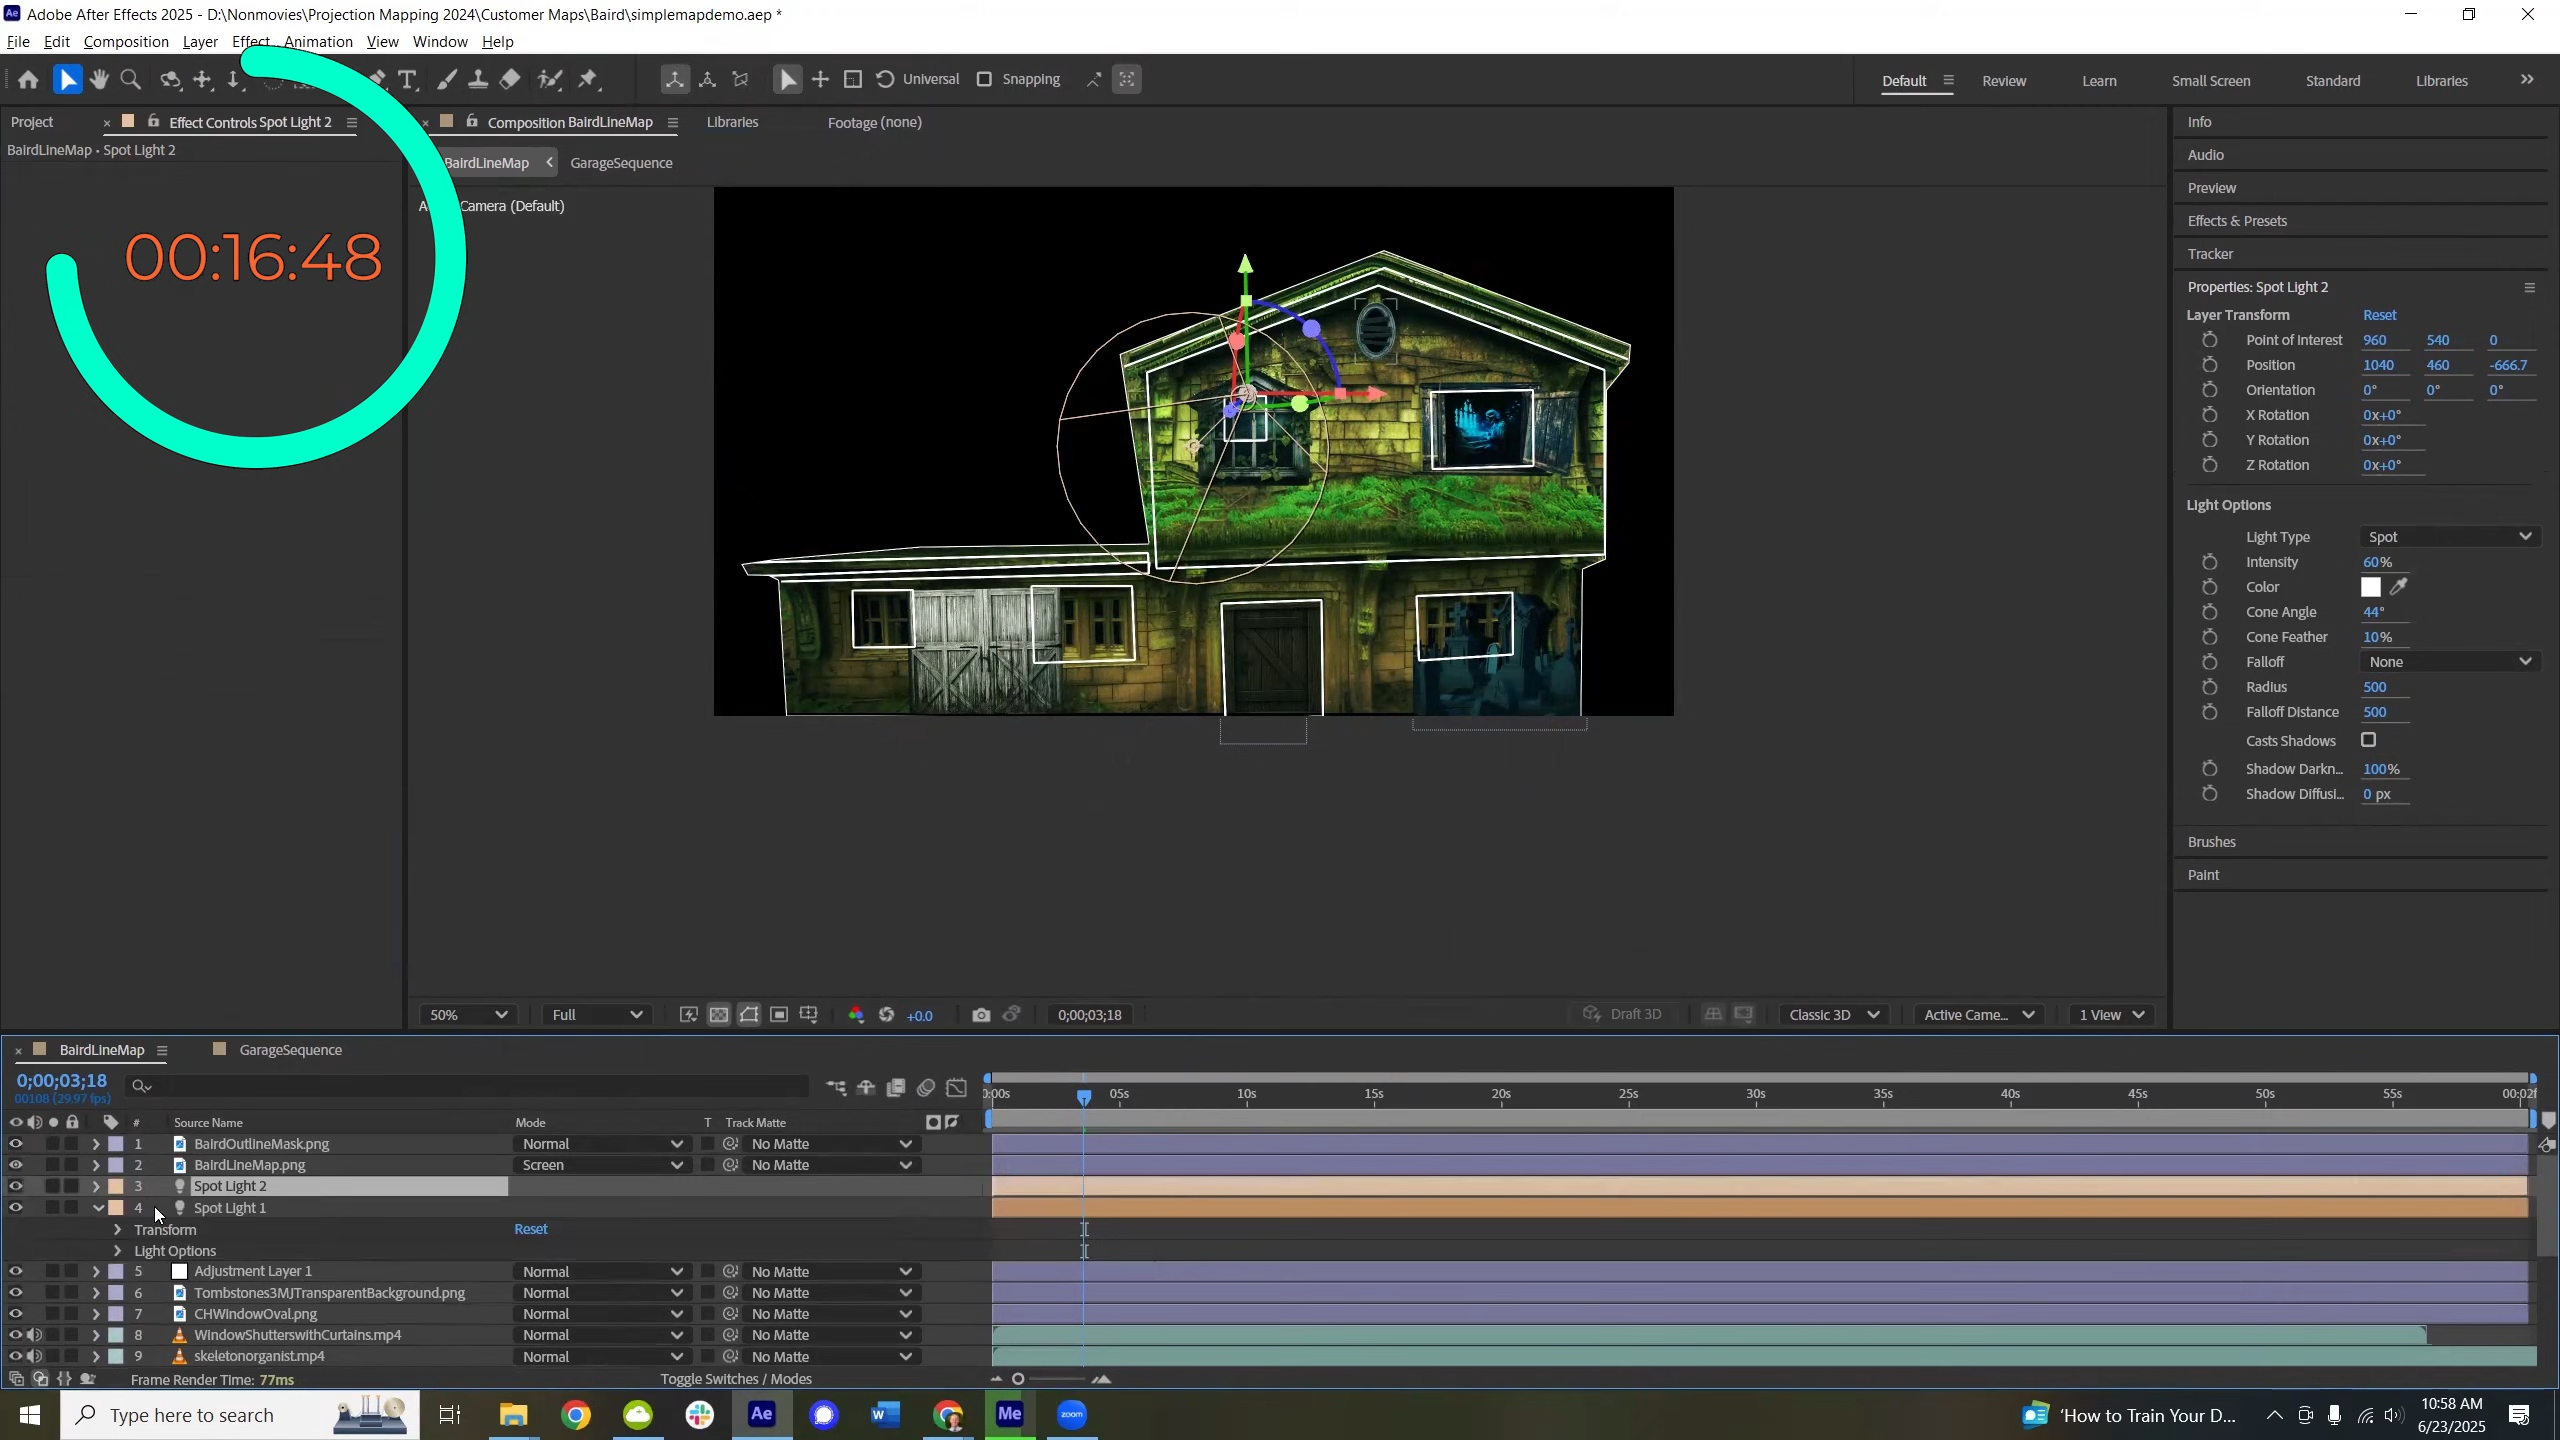 Adobe After Effects 2025 - D:\Nonmovies\Projection Mapping 2024\Customer Maps\Baird\simplemapdemo.aep *
File Edit Composition Layer Effect Animation View Window Help
Universal Snapping Default Review Learn Small Screen Standard Libraries
Project Effect Controls Spot Light 2 Composition BairdLineMap Libraries Footage (none)
BairdLineMap • Spot Light 2
BairdLineMap GarageSequence
Camera (Default)
00:16:48
Info
Audio
Preview
Effects & Presets
Tracker
Properties: Spot Light 2
Layer Transform Reset
Point of Interest 960 540 0
Position 1040 460 -666.7
Orientation 0° 0° 0°
X Rotation 0x+0°
Y Rotation 0x+0°
Z Rotation 0x+0°
Light Options
Light Type Spot
Intensity 60%
Color
Cone Angle 44°
Cone Feather 10%
Falloff None
Radius 500
Falloff Distance 500
Casts Shadows
Shadow Darkn... 100%
Shadow Diffusi... 0 px
Brushes
Paint
50% Full +0.0 0;00;03;18 Draft 3D Classic 3D Active Came... 1 View
BairdLineMap GarageSequence
0;00;03;18
00108 (29.97 fps)
0:00s 05s 10s 15s 20s 25s 30s 35s 40s 45s 50s 55s
# Source Name Mode T Track Matte
1 BairdOutlineMask.png Normal No Matte
2 BairdLineMap.png Screen No Matte
3 Spot Light 2
4 Spot Light 1
Transform Reset
Light Options
5 Adjustment Layer 1 Normal No Matte
6 Tombstones3MJTransparentBackground.png Normal No Matte
7 CHWindowOval.png Normal No Matte
8 WindowShutterswithCurtains.mp4 Normal No Matte
9 skeletonorganist.mp4 Normal No Matte
Frame Render Time: 77ms Toggle Switches / Modes
Type here to search Ae Me zoom 'How to Train Your D... 10:58 AM
6/23/2025